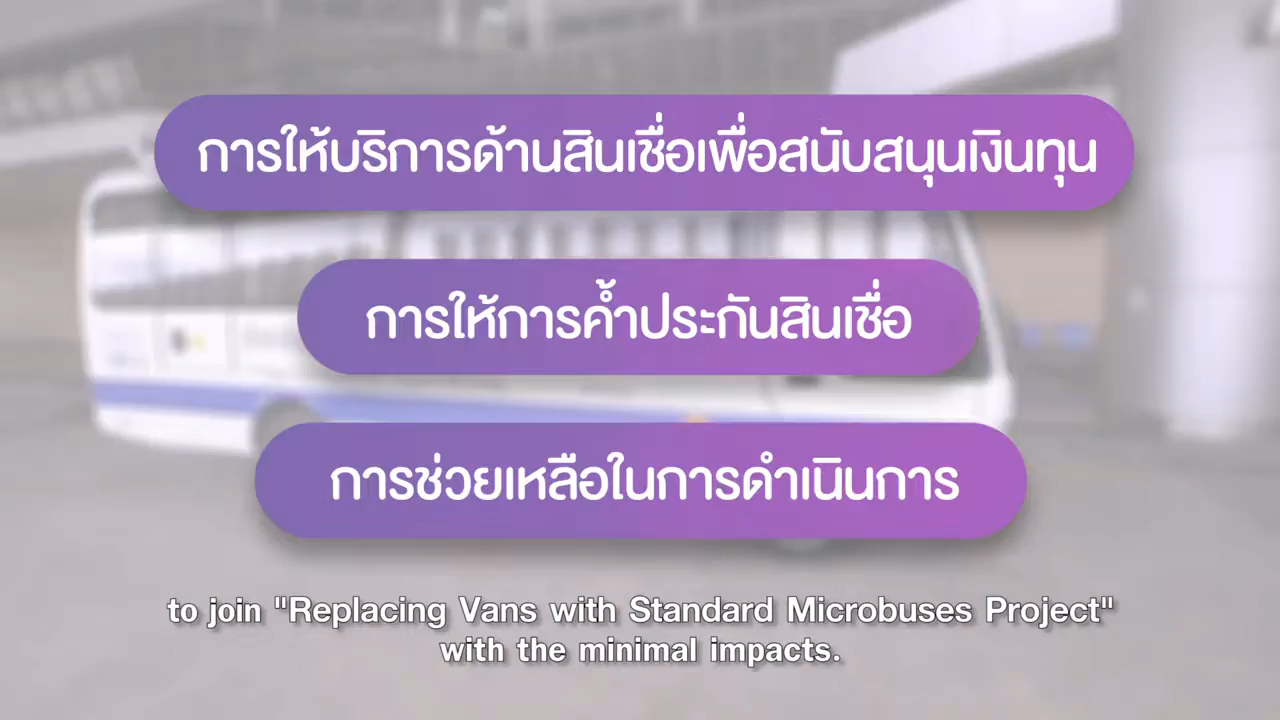 การให้บริการด้านสินเชื่อเพื่อสนับสนุนเงินทุน
การให้การค้ำประกันสินเชื่อ
การช่วยเหลือในการดำเนินการ
to join "Replacing Vans with Standard Microbuses Project"
with the minimal impacts.